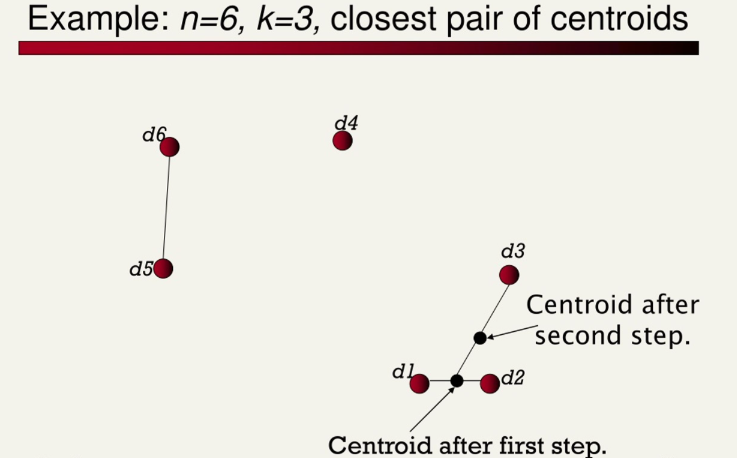 Example: n=6, k=3, closest pair of centroids
d6
d4
d5
d3
Centroid after
second step.
d1
d2
Centroid after first step.